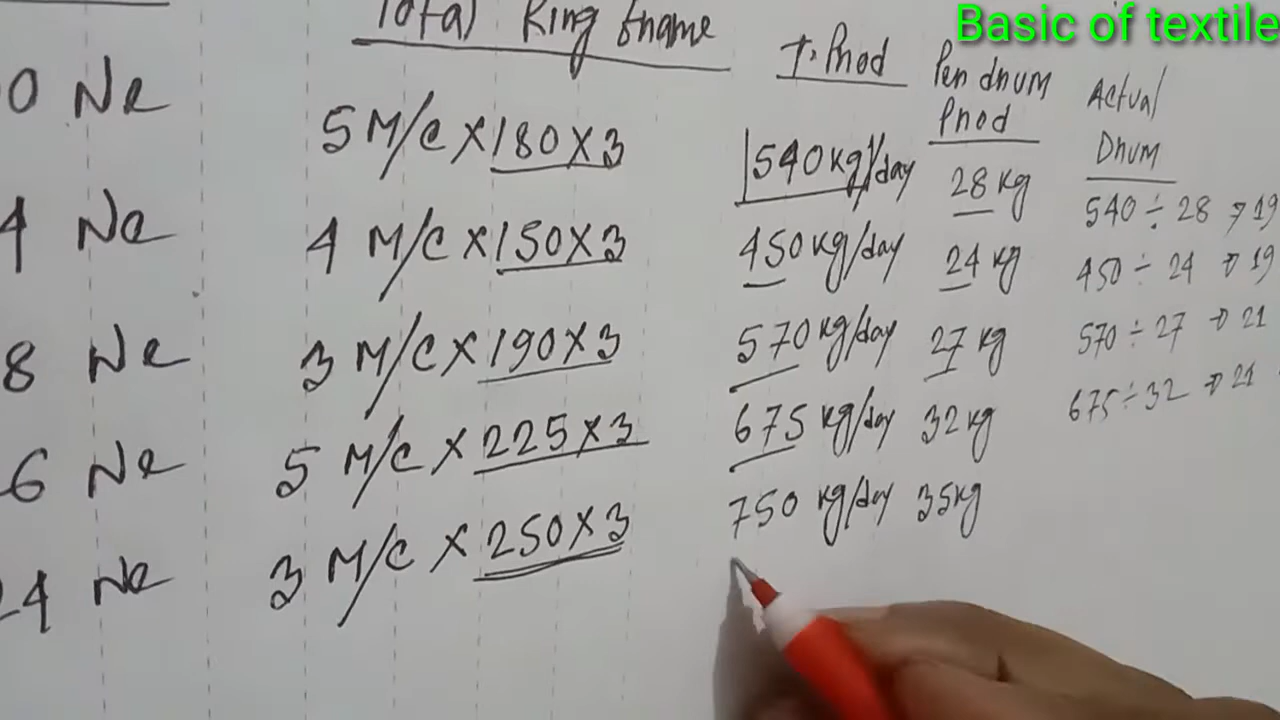 Basic of textile
Total Ring frame T. Prod Per drum Prod Actual Drum
0 Ne 5 M/C × 180 × 3 540 kg/day 28 kg 540 ÷ 28 ⇒ 19
4 Ne 4 M/C × 150 × 3 450 kg/day 24 kg 450 ÷ 24 ⇒ 19
8 Ne 3 M/C × 190 × 3 570 kg/day 27 kg 570 ÷ 27 ⇒ 21
6 Ne 5 M/C × 225 × 3 675 kg/day 32 kg 675 ÷ 32 ⇒ 21
24 Ne 3 M/C × 250 × 3 750 kg/day 35 kg